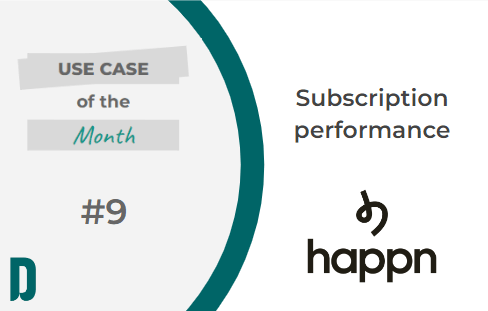 USE CASE
of the
Month
#9
Subscription
performance
happn
D